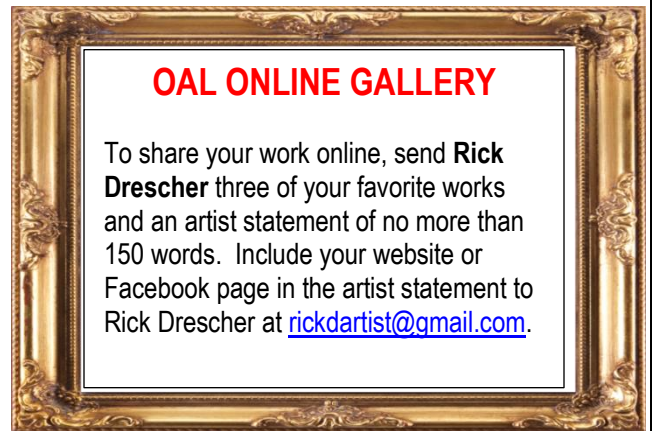 OAL ONLINE GALLERY
To share your work online, send Rick
Drescher three of your favorite works
and an artist statement of no more than
150 words.  Include your website or
Facebook page in the artist statement to
Rick Drescher at rickdartist@gmail.com.